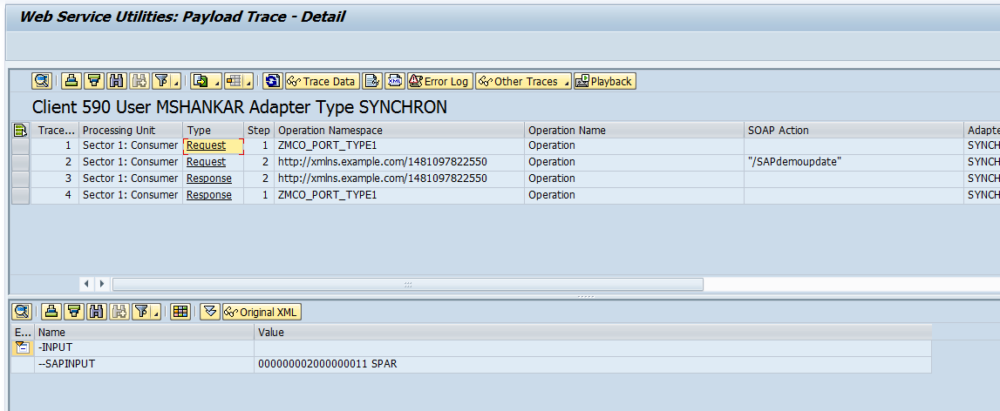 Web Service Utilities: Payload Trace - Detail
Trace Data Error Log Other Traces Playback
Client 590 User MSHANKAR Adapter Type SYNCHRON
Trace... Processing Unit Type Step Operation Namespace Operation Name SOAP Action Adapte
1 Sector 1: Consumer Request 1 ZMCO_PORT_TYPE1 Operation SYNCH
2 Sector 1: Consumer Request 2 http://xmlns.example.com/1481097822550 Operation "/SAPdemoupdate" SYNCH
3 Sector 1: Consumer Response 2 http://xmlns.example.com/1481097822550 Operation SYNCH
4 Sector 1: Consumer Response 1 ZMCO_PORT_TYPE1 Operation SYNCH
Original XML
E... Name Value
-INPUT
--SAPINPUT 000000002000000011 SPAR